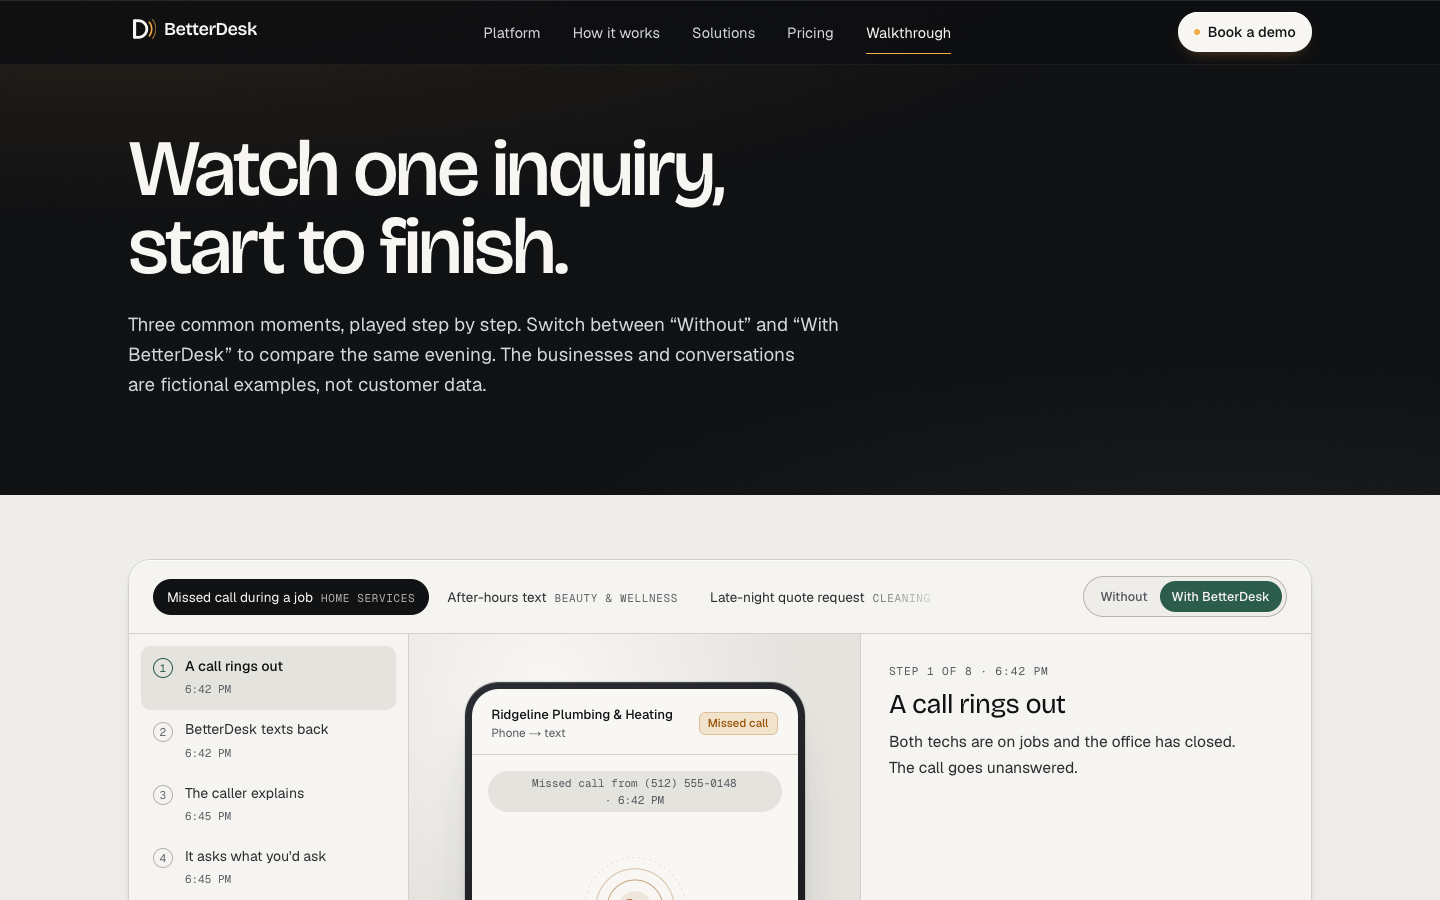 BetterDesk
Platform
How it works
Solutions
Pricing
Walkthrough
Book a demo
Watch one inquiry,
start to finish.
Three common moments, played step by step. Switch between “Without” and “With
BetterDesk” to compare the same evening. The businesses and conversations
are fictional examples, not customer data.
Missed call during a job HOME SERVICES
After-hours text BEAUTY & WELLNESS
Late-night quote request CLEANING
Without
With BetterDesk
1 A call rings out
6:42 PM
2 BetterDesk texts back
6:42 PM
3 The caller explains
6:45 PM
4 It asks what you'd ask
6:45 PM
Ridgeline Plumbing & Heating
Phone → text
Missed call
Missed call from (512) 555-0148
· 6:42 PM
STEP 1 OF 8 · 6:42 PM
A call rings out
Both techs are on jobs and the office has closed.
The call goes unanswered.